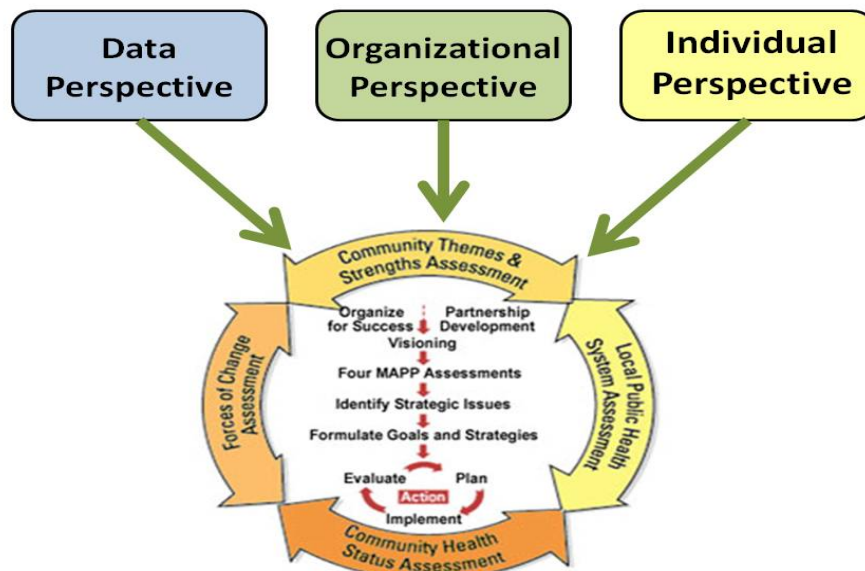 Data
Perspective
Organizational
Perspective
Individual
Perspective
Community Themes &
Strengths Assessment
Organize
for Success
Partnership
Development
Visioning
Four MAPP Assessments
Identify Strategic Issues
Formulate Goals and Strategies
Evaluate
Plan
Action
Implement
Forces of Change
Assessment
Local Public Health
System Assessment
Community Health
Status Assessment